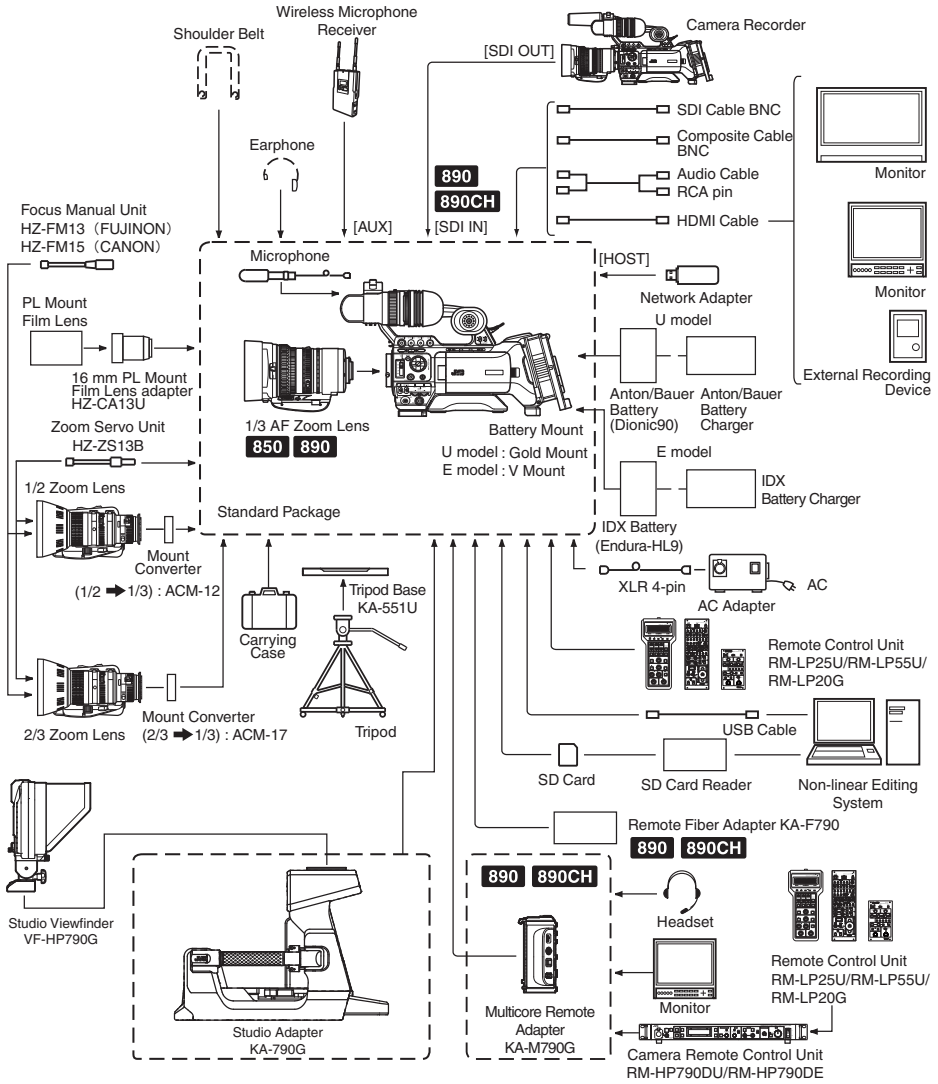 Wireless Microphone
Receiver
Shoulder Belt
Camera Recorder
[SDI OUT]
SDI Cable BNC
Composite Cable
BNC
Audio Cable
RCA pin
HDMI Cable
Monitor
Earphone
890
890CH
[AUX]
[SDI IN]
[HOST]
Network Adapter
Monitor
External Recording
Device
Focus Manual Unit
HZ-FM13（FUJINON）
HZ-FM15（CANON）
Microphone
JVC
PL Mount
Film Lens
16 mm PL Mount
Film Lens adapter
HZ-CA13U
U model
Anton/Bauer
Battery
(Dionic90)
Anton/Bauer
Battery
Charger
1/3 AF Zoom Lens
850 890
Battery Mount
U model : Gold Mount
E model : V Mount
Zoom Servo Unit
HZ-ZS13B
E model
IDX
Battery Charger
IDX Battery
(Endura-HL9)
1/2 Zoom Lens
Standard Package
Mount
Converter
(1/2 ➡ 1/3) : ACM-12
Carrying
Case
Tripod Base
KA-551U
XLR 4-pin
AC Adapter
AC
Remote Control Unit
RM-LP25U/RM-LP55U/
RM-LP20G
2/3 Zoom Lens
Mount Converter
(2/3 ➡ 1/3) : ACM-17
Tripod
USB Cable
SD Card
SD Card Reader
Non-linear Editing
System
Remote Fiber Adapter KA-F790
890 890CH
Studio Viewfinder
VF-HP790G
Studio Adapter
KA-790G
890 890CH
Multicore Remote
Adapter
KA-M790G
Headset
Monitor
Remote Control Unit
RM-LP25U/RM-LP55U/
RM-LP20G
Camera Remote Control Unit
RM-HP790DU/RM-HP790DE